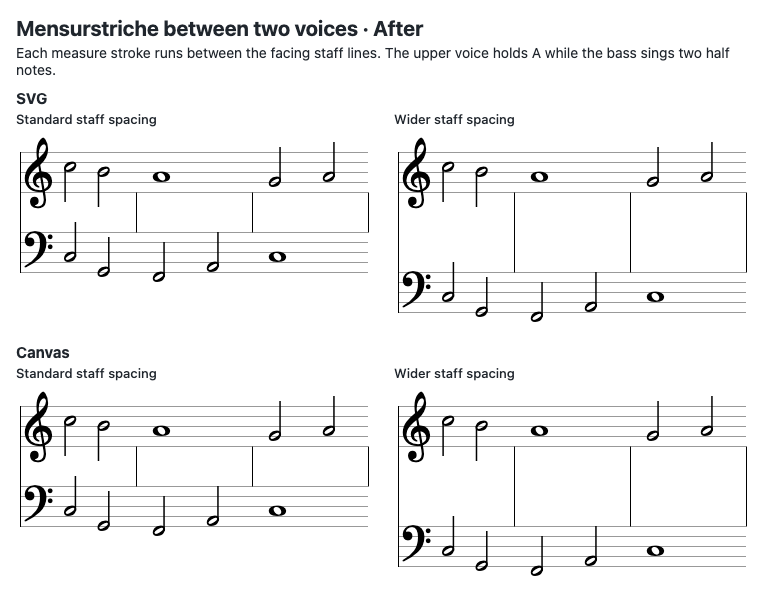 Mensurstriche between two voices · After
Each measure stroke runs between the facing staff lines. The upper voice holds A while the bass sings two half
notes.
SVG
Standard staff spacing
Wider staff spacing
Canvas
Standard staff spacing
Wider staff spacing